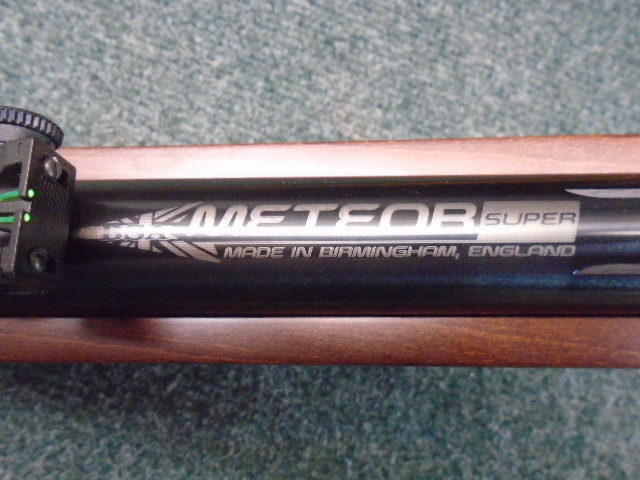 BSA METEOR SUPER
MADE IN BIRMINGHAM, ENGLAND